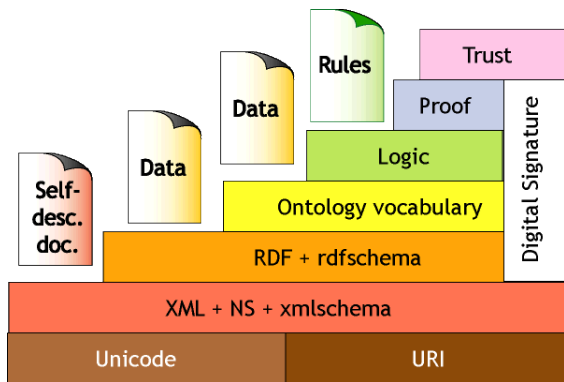 Rules
Trust
Data
Proof
Data
Logic
Self-
desc.
doc.
Ontology vocabulary
Digital Signature
RDF + rdfschema
XML + NS + xmlschema
Unicode
URI